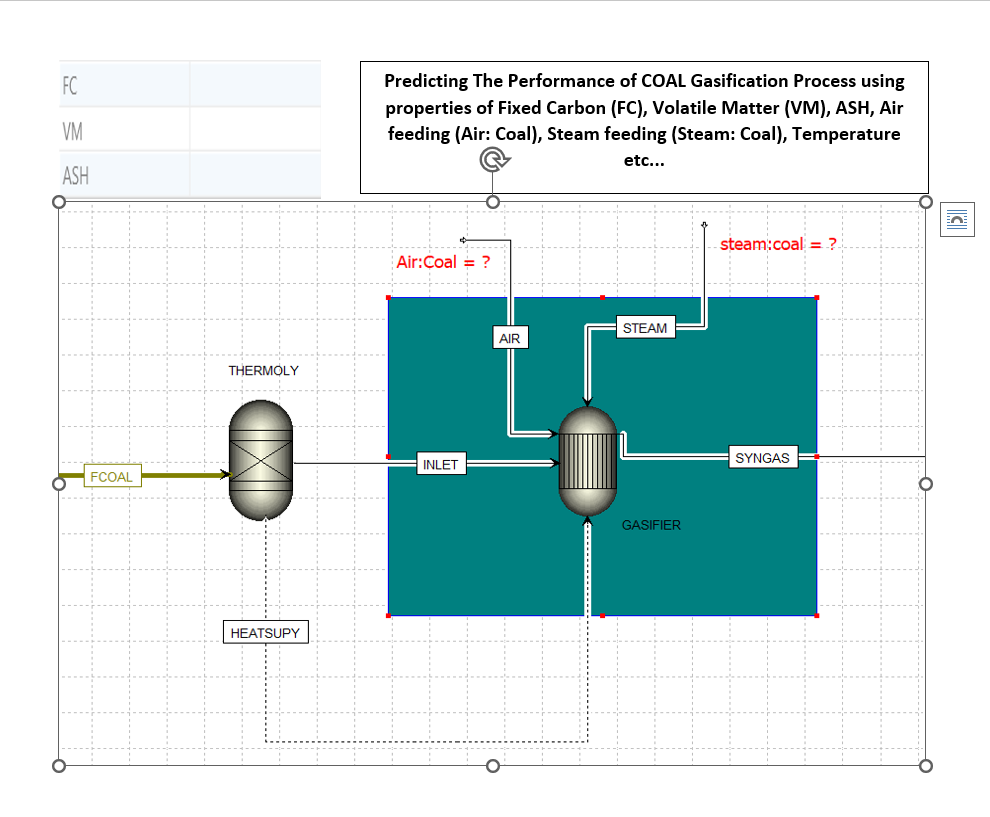 FC
VM
ASH
Predicting The Performance of COAL Gasification Process using
properties of Fixed Carbon (FC), Volatile Matter (VM), ASH, Air
feeding (Air: Coal), Steam feeding (Steam: Coal), Temperature
etc...
steam:coal = ?
Air:Coal = ?
STEAM
AIR
THERMOLY
SYNGAS
INLET
FCOAL
GASIFIER
HEATSUPY